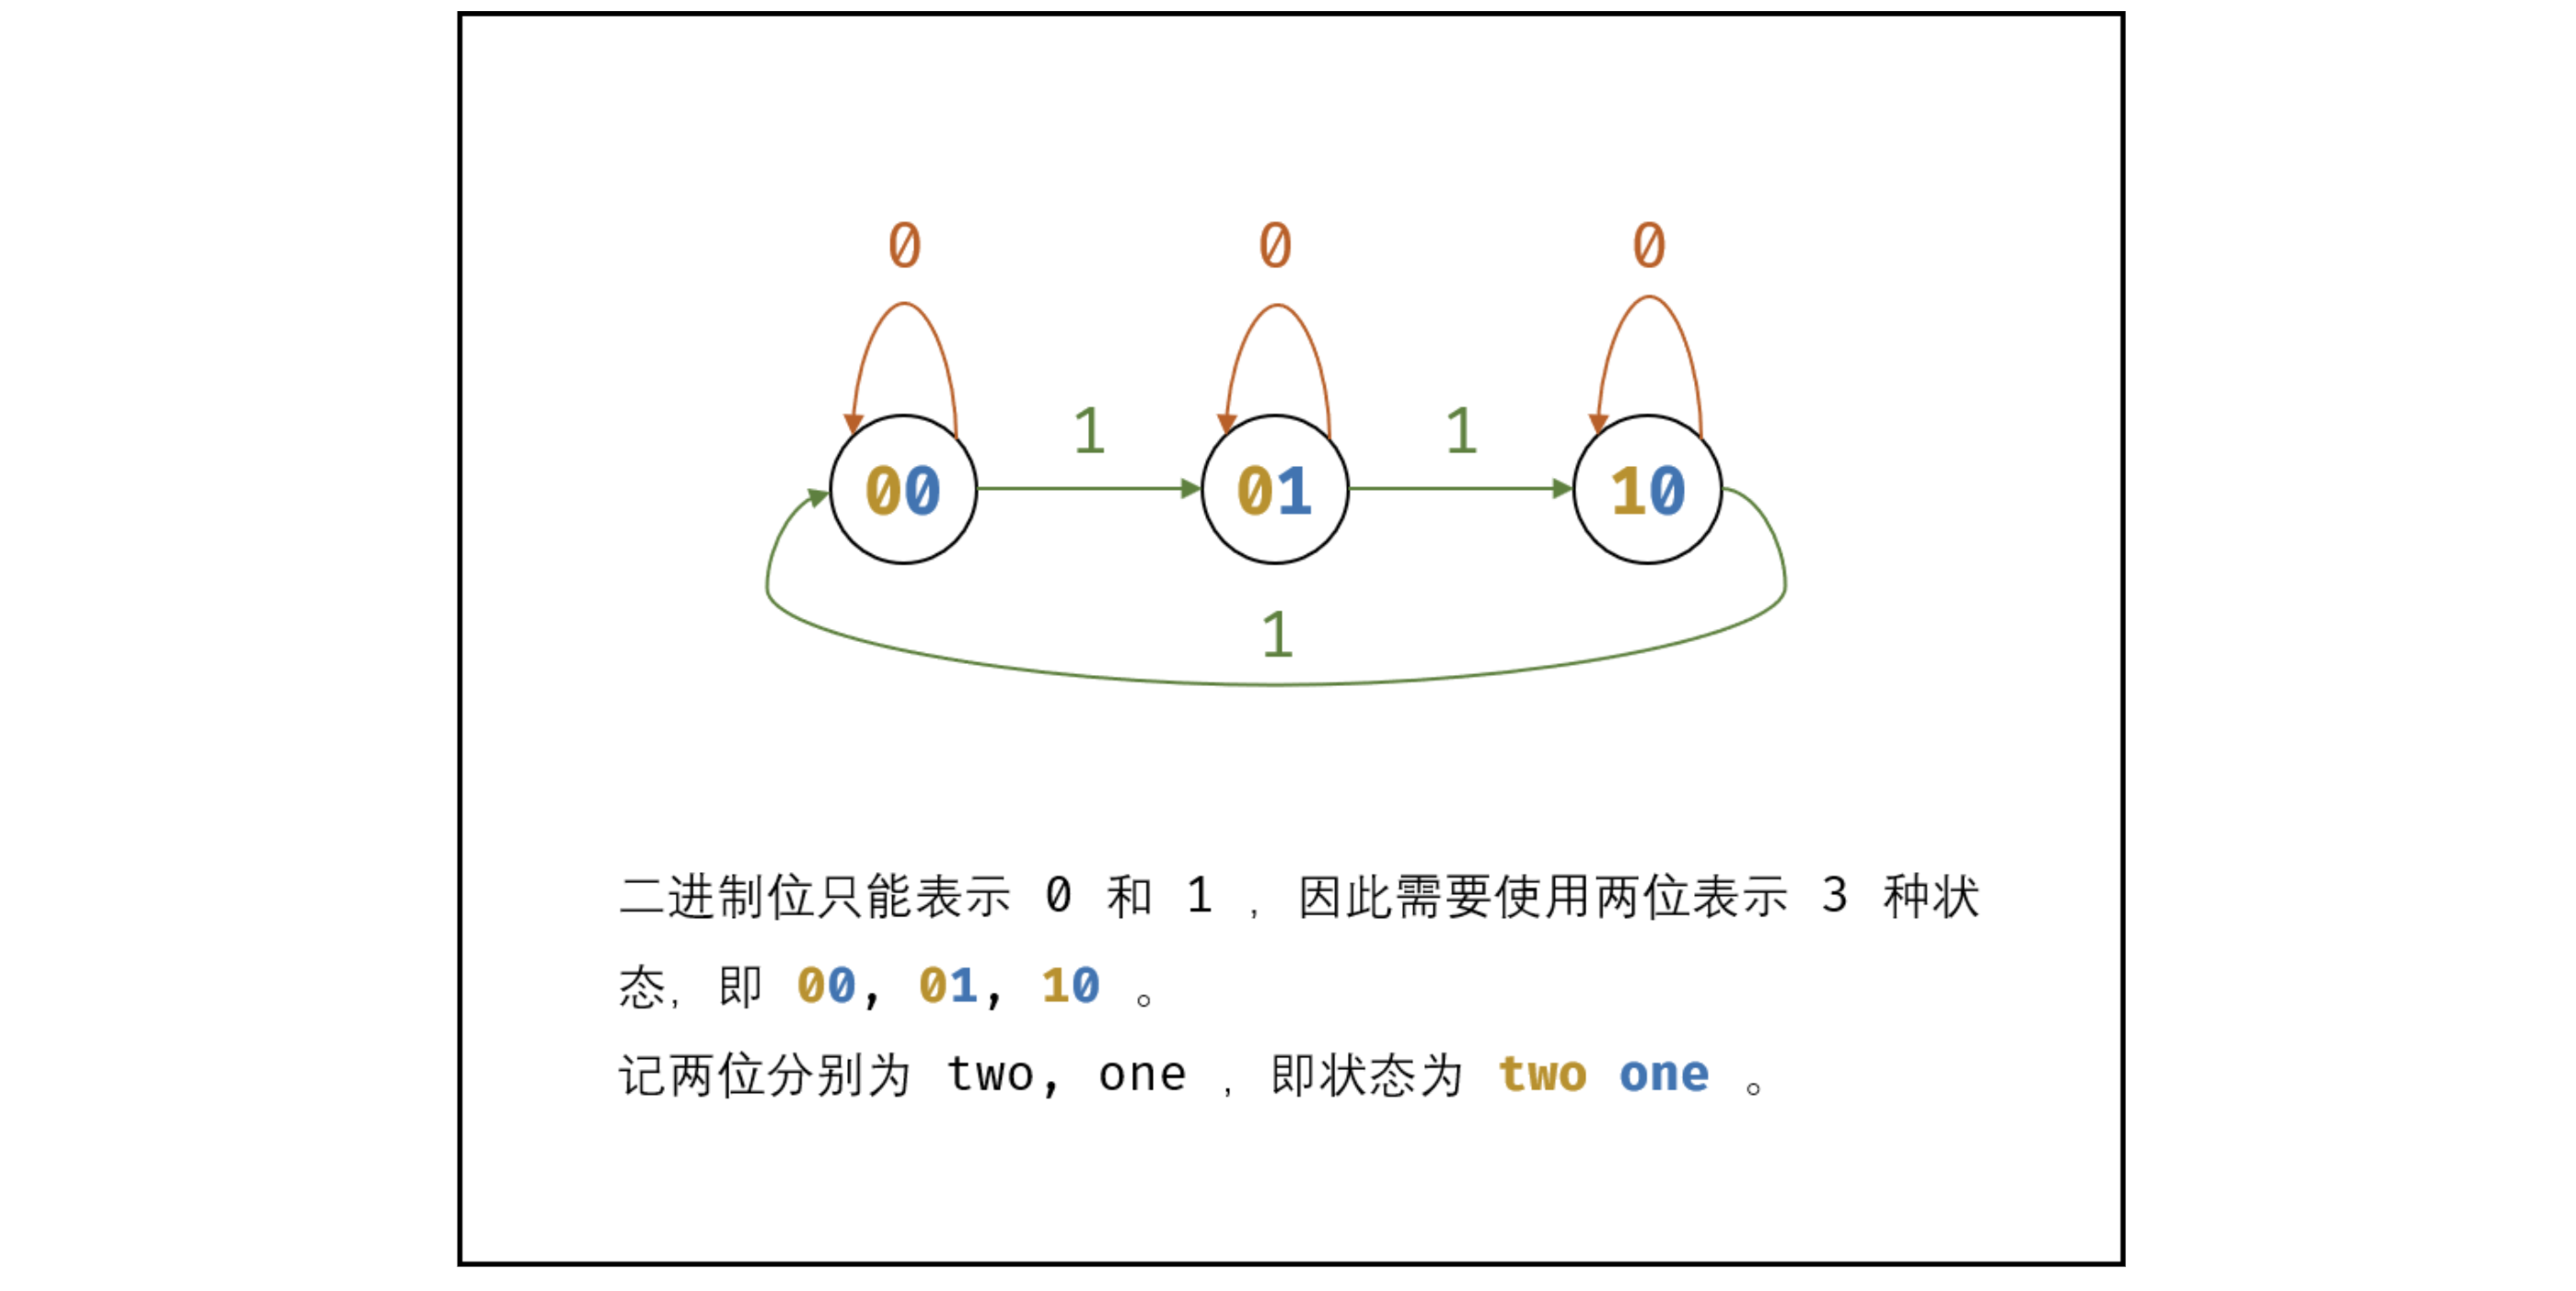 0 0 0
1 1
00 01 10
1
二进制位只能表示 0 和 1 ，因此需要使用两位表示 3 种状
态，即 00, 01, 10 。
记两位分别为 two, one ，即状态为 two one 。